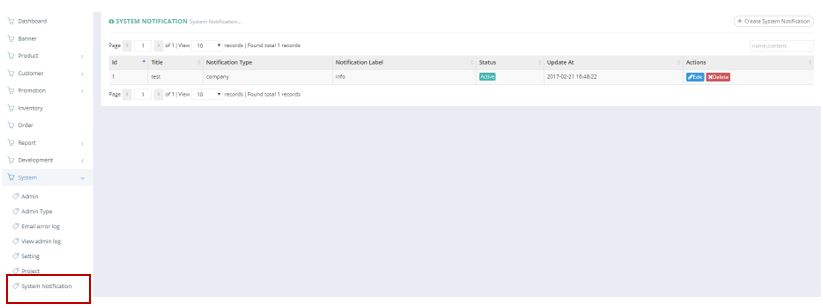 Dashboard
Banner
Product
Customer
Promotion
Inventory
Order
Report
Development
System
Admin
Admin Type
Email error log
View admin log
Setting
Project
System Notification
SYSTEM NOTIFICATION System Notification...
+ Create System Notification
Page < 1 > of 1 | View 10 records | Found total 1 records
name,content
Id Title Notification Type Notification Label Status Update At Actions
1 test company info Active 2017-02-21 16:48:22 Edit Delete
Page < 1 > of 1 | View 10 records | Found total 1 records